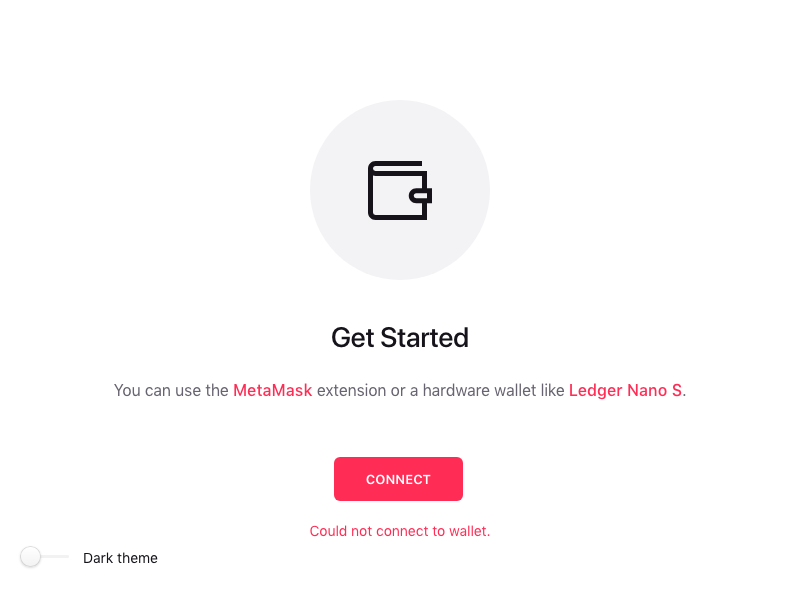 Get Started
You can use the MetaMask extension or a hardware wallet like Ledger Nano S.
CONNECT
Could not connect to wallet.
Dark theme